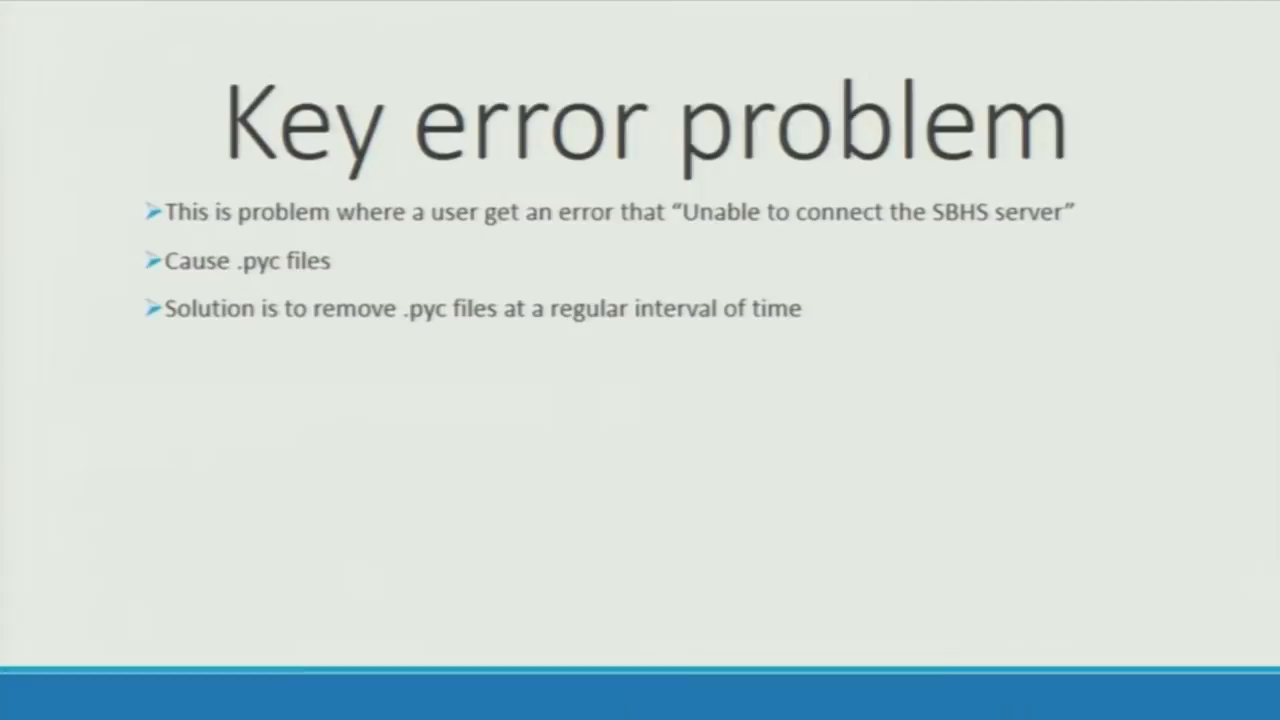 Key error problem
This is problem where a user get an error that “Unable to connect the SBHS server”
Cause .pyc files
Solution is to remove .pyc files at a regular interval of time